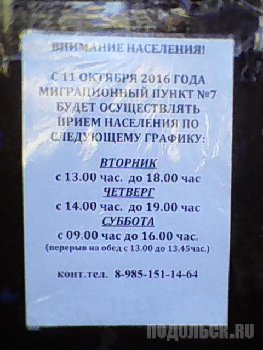 ВНИМАНИЕ НАСЕЛЕНИЯ!
С 11 ОКТЯБРЯ 2016 ГОДА
МИГРАЦИОННЫЙ ПУНКТ №7
БУДЕТ ОСУЩЕСТВЛЯТЬ
ПРИЕМ НАСЕЛЕНИЯ ПО
СЛЕДУЮЩЕМУ ГРАФИКУ:
ВТОРНИК
с 13.00 час. до 18.00 час
ЧЕТВЕРГ
с 14.00 час. до 19.00 час
СУББОТА
с 09.00 час до 16.00 час.
(перерыв на обед с 13.00 до 13.45час.)
конт.тел. 8-985-151-14-64
ПОДОЛЬСК.RU